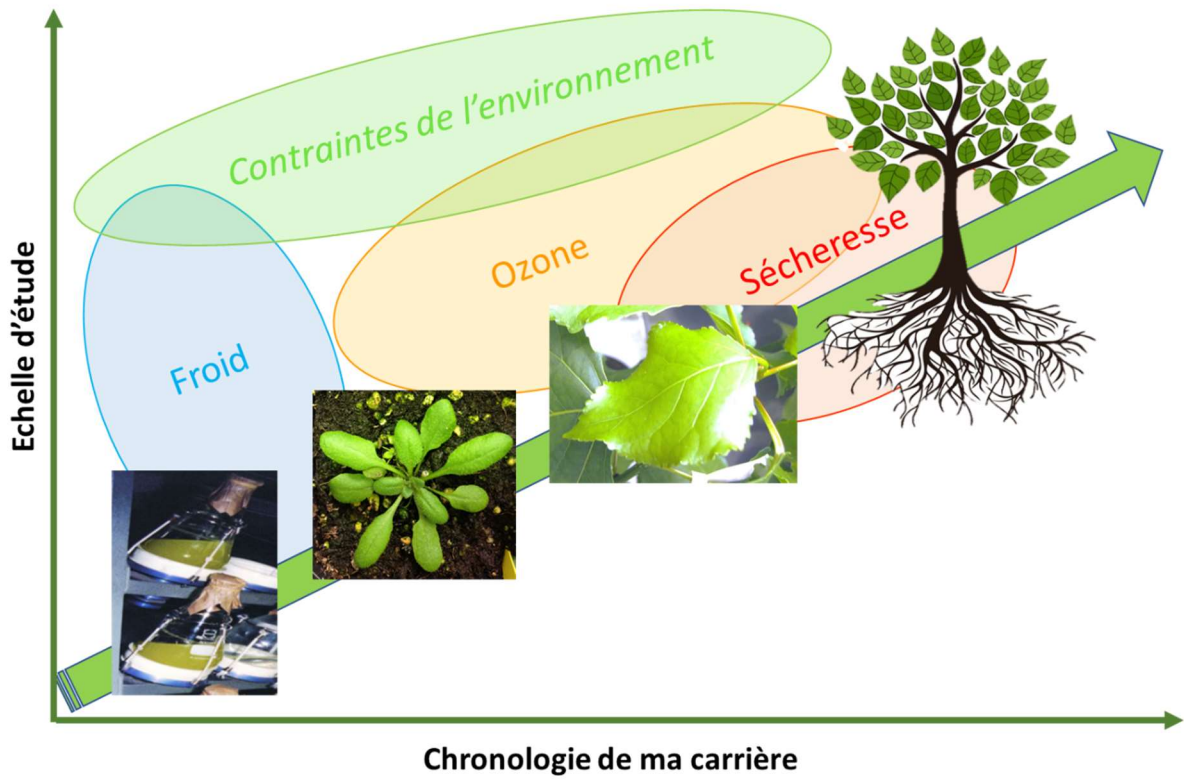 Contraintes de l’environnement
Ozone
Sécheresse
Froid
Echelle d’étude
Chronologie de ma carrière